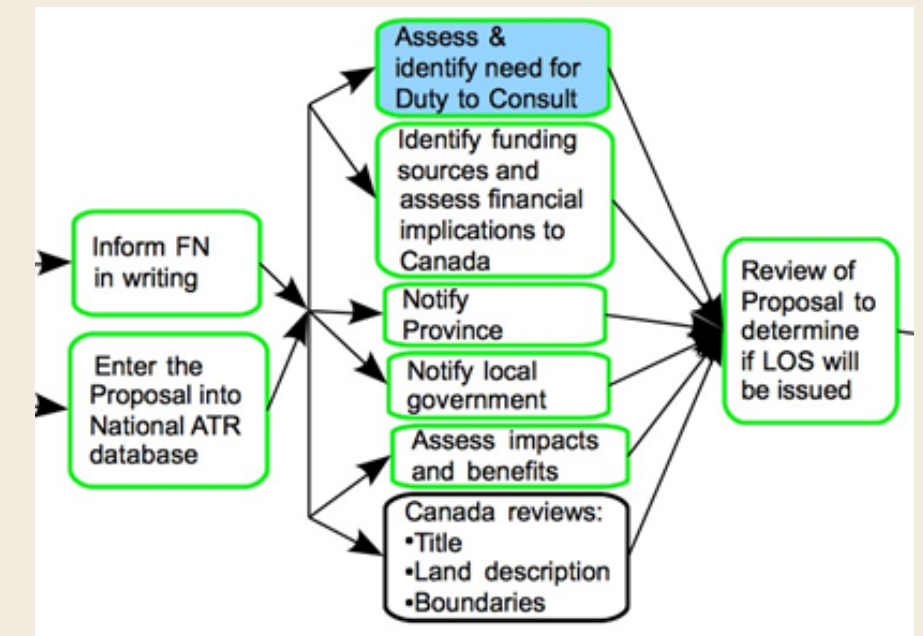 Inform FN
in writing
Enter the
Proposal into
National ATR
database
Assess &
identify need for
Duty to Consult
Identify funding
sources and
assess financial
implications to
Canada
Notify
Province
Notify local
government
Assess impacts
and benefits
Canada reviews:
•Title
•Land description
•Boundaries
Review of
Proposal to
determine
if LOS will
be issued